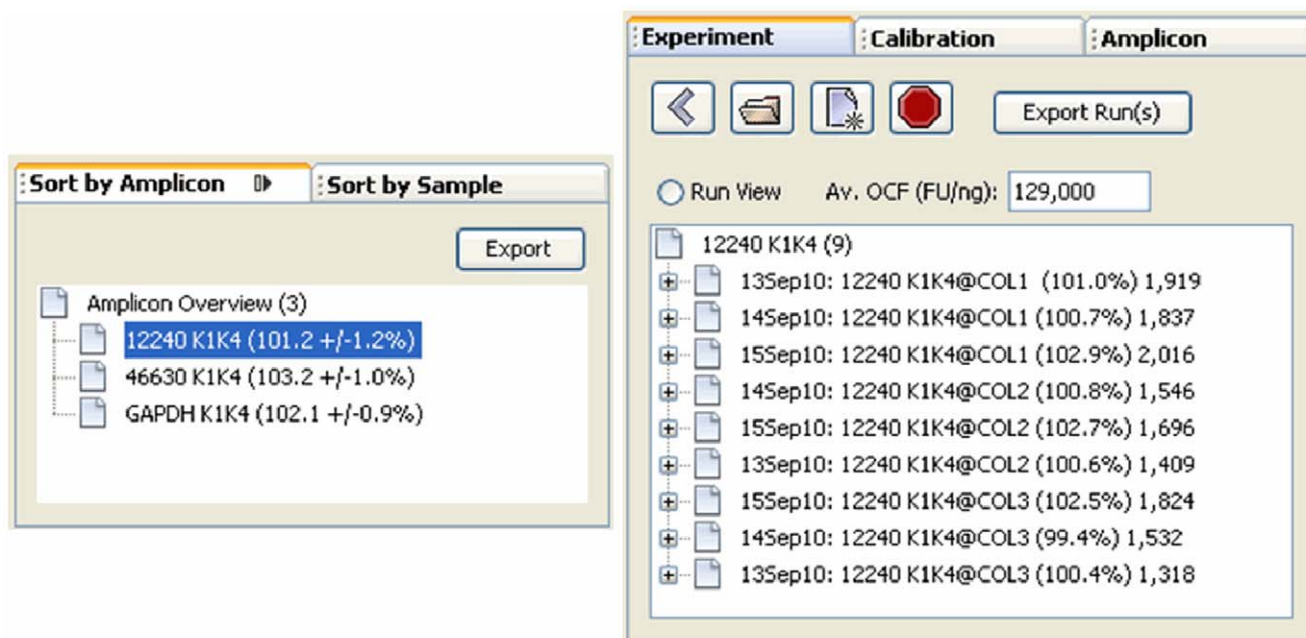 Sort by Amplicon Sort by Sample
Export
Amplicon Overview (3)
12240 K1K4 (101.2 +/-1.2%)
46630 K1K4 (103.2 +/-1.0%)
GAPDH K1K4 (102.1 +/-0.9%)
Experiment Calibration Amplicon
Export Run(s)
Run View Av. OCF (FU/ng): 129,000
12240 K1K4 (9)
13Sep10: 12240 K1K4@COL1 (101.0%) 1,919
14Sep10: 12240 K1K4@COL1 (100.7%) 1,837
15Sep10: 12240 K1K4@COL1 (102.9%) 2,016
14Sep10: 12240 K1K4@COL2 (100.8%) 1,546
15Sep10: 12240 K1K4@COL2 (102.7%) 1,696
13Sep10: 12240 K1K4@COL2 (100.6%) 1,409
15Sep10: 12240 K1K4@COL3 (102.5%) 1,824
14Sep10: 12240 K1K4@COL3 (99.4%) 1,532
13Sep10: 12240 K1K4@COL3 (100.4%) 1,318